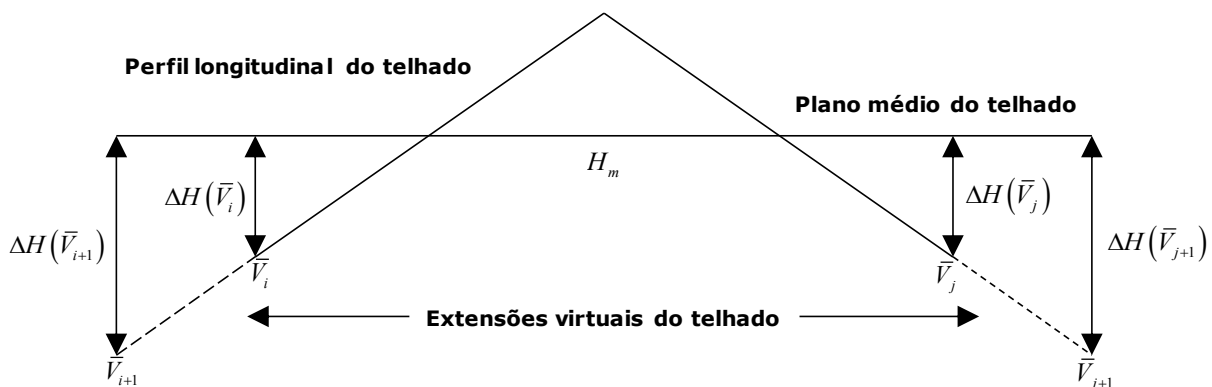 Perfil longitudinal do telhado
Plano médio do telhado
H_m
ΔH(V̅_i)
ΔH(V̅_j)
ΔH(V̅_{i+1})
ΔH(V̅_{j+1})
V̅_i
V̅_j
Extensões virtuais do telhado
V̅_{i+1}
V̅_{i+1}